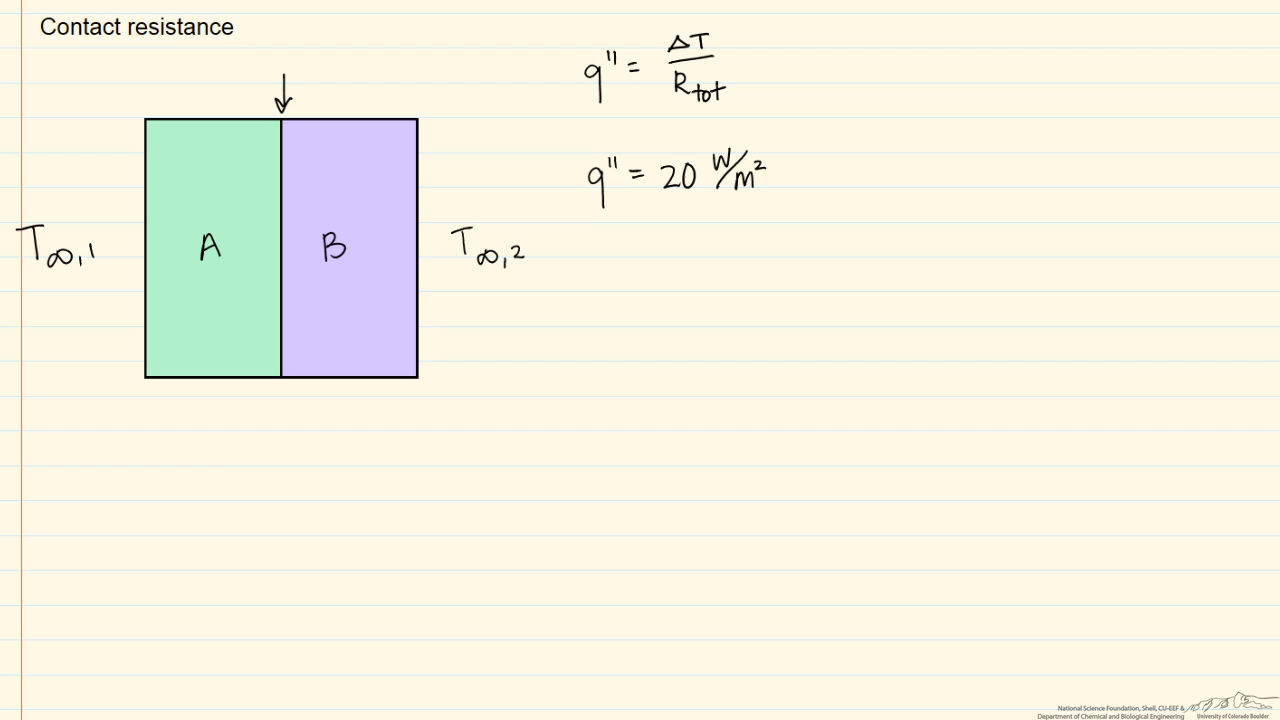 Contact resistance
q" = ΔT / R_tot
q" = 20 W/m²
T∞,1
A
B
T∞,2
National Science Foundation, Shell, CU-EEF &
Department of Chemical and Biological Engineering
University of Colorado Boulder